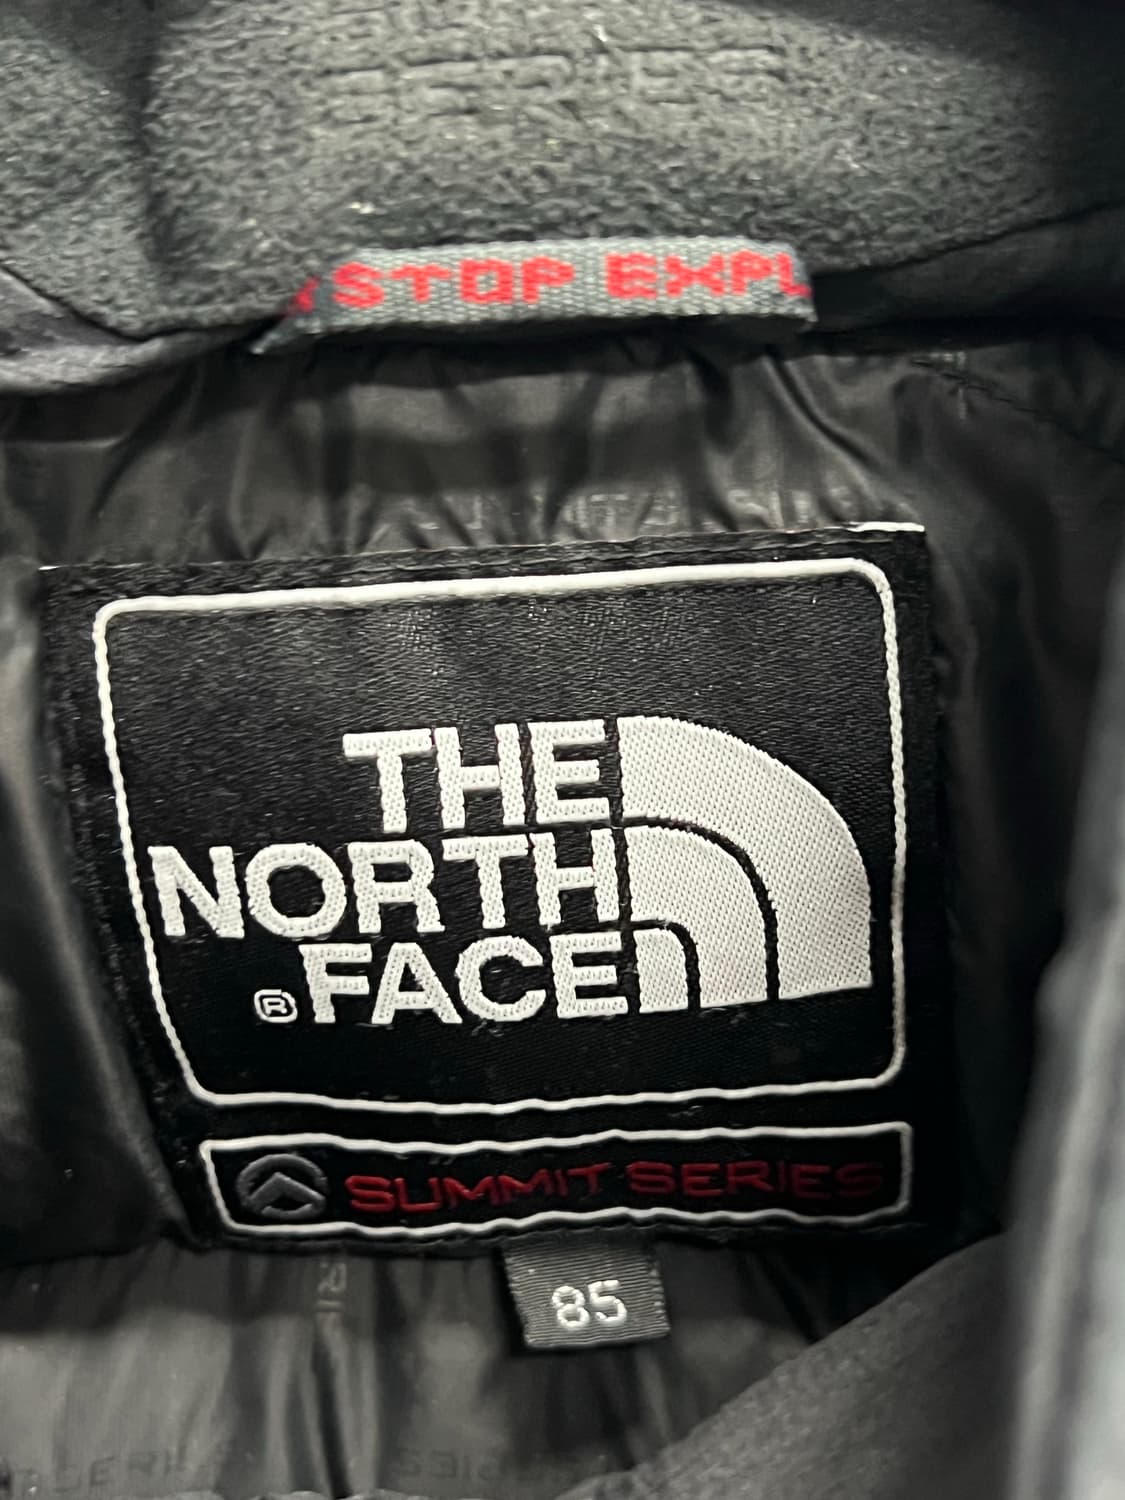 STOP EXPL
THE
NORTH
FACE
®
SUMMIT SERIES
85